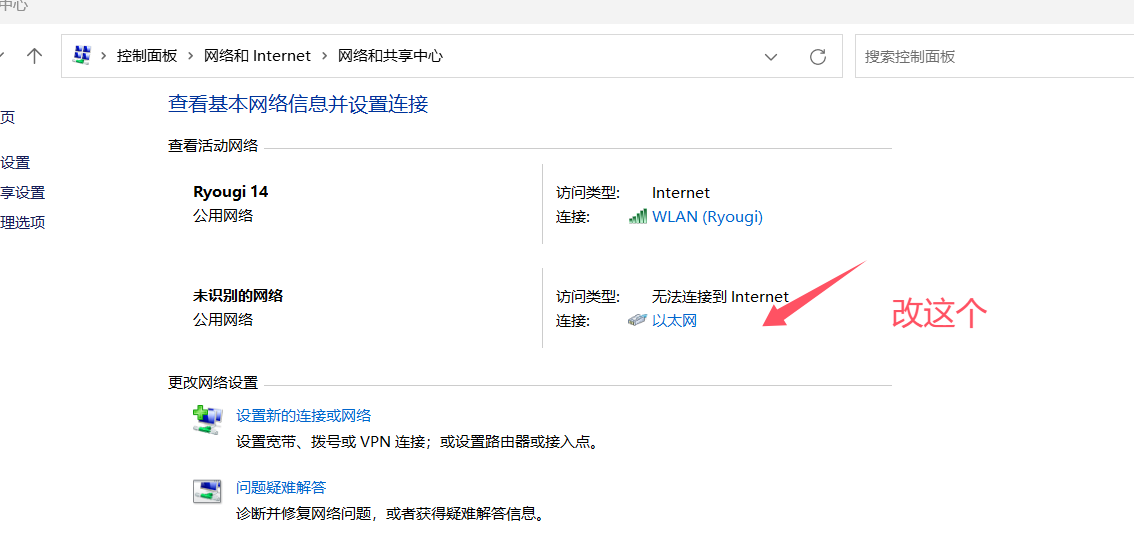 中心
控制面板 › 网络和 Internet › 网络和共享中心
搜索控制面板
页
设置
享设置
理选项
查看基本网络信息并设置连接
查看活动网络
Ryougi 14
公用网络
访问类型: Internet
连接: WLAN (Ryougi)
未识别的网络
公用网络
访问类型: 无法连接到 Internet
连接: 以太网
改这个
更改网络设置
设置新的连接或网络
设置宽带、拨号或 VPN 连接；或设置路由器或接入点。
问题疑难解答
诊断并修复网络问题，或者获得疑难解答信息。